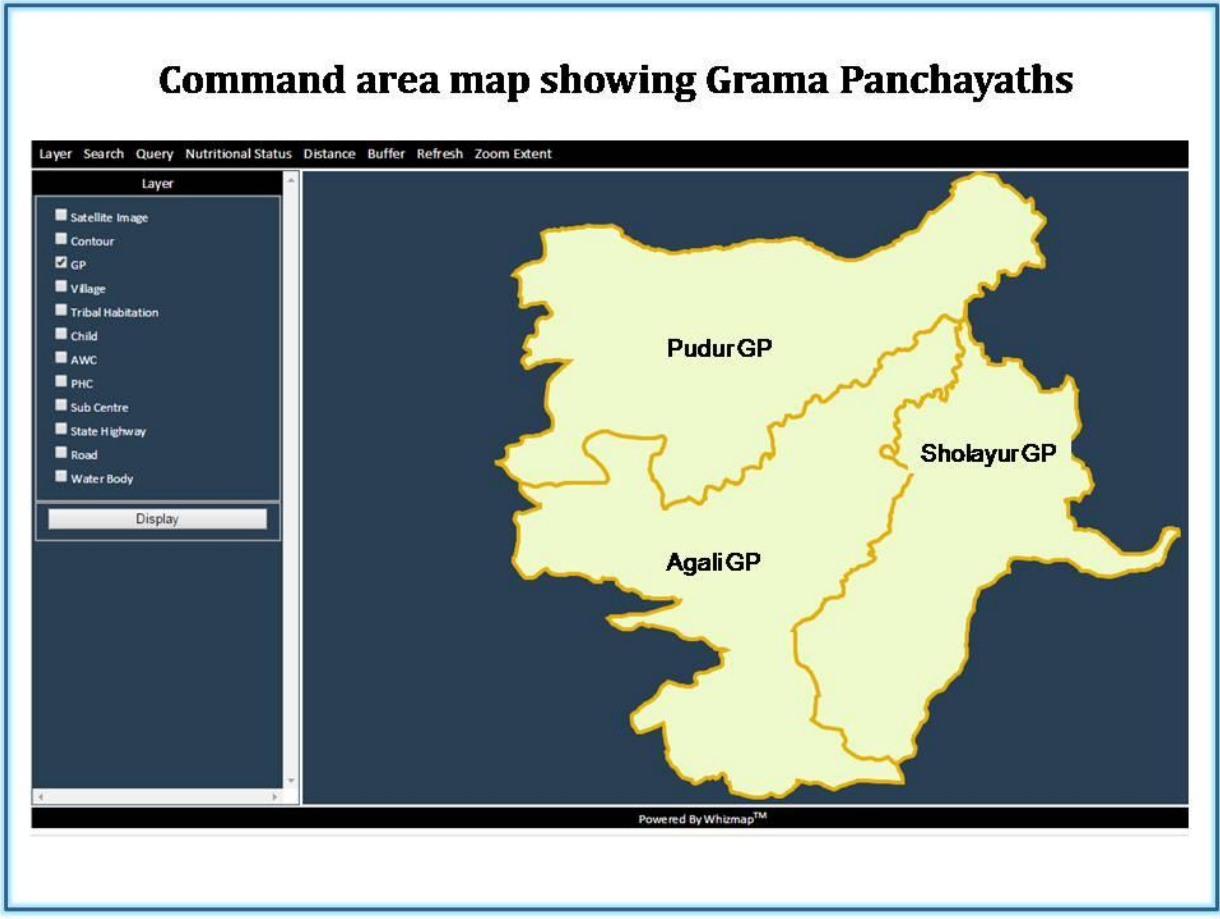 Command area map showing Grama Panchayaths
Layer Search Query Nutritional Status Distance Buffer Refresh Zoom Extent
Layer
Satellite Image
Contour
GP
Village
Tribal Habitation
Child
AWC
PHC
Sub Centre
State Highway
Road
Water Body
Display
Pudur GP
Sholayur GP
Agali GP
Powered By Whizmap™